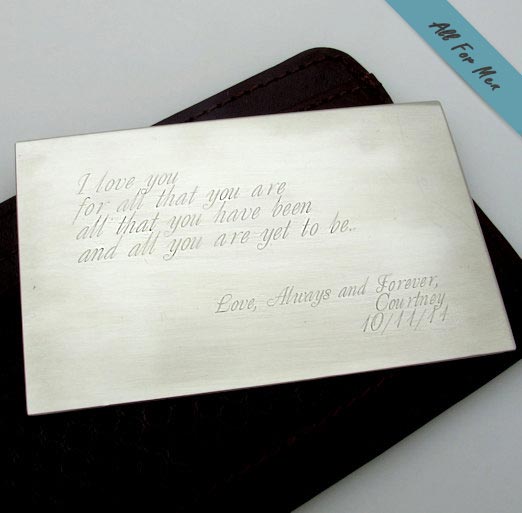 All For Men
I love you
for all that you are
all that you have been
and all you are yet to be.
Love, Always and Forever,
Courtney
10/11/11